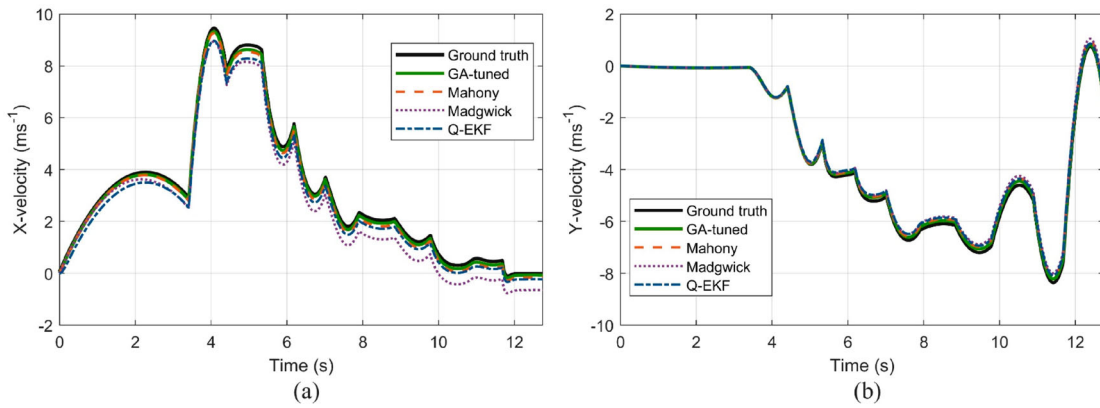 10
8
6
4
2
0
-2
X-velocity (ms⁻¹)
Ground truth
GA-tuned
Mahony
Madgwick
Q-EKF
0 2 4 6 8 10 12
Time (s)
(a)
2
0
-2
-4
-6
-8
-10
Y-velocity (ms⁻¹)
Ground truth
GA-tuned
Mahony
Madgwick
Q-EKF
0 2 4 6 8 10 12
Time (s)
(b)